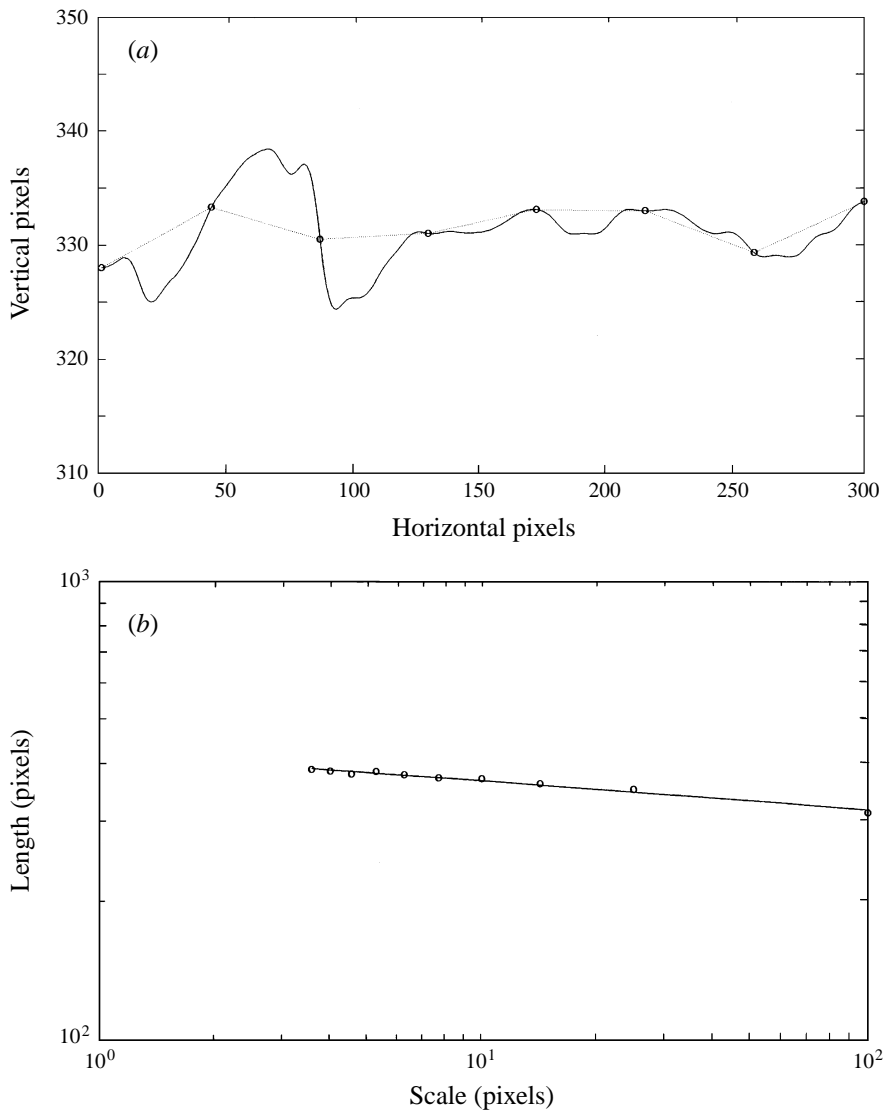 (a)
350
340
330
320
310
Vertical pixels
0 50 100 150 200 250 300
Horizontal pixels
(b)
10³
10²
Length (pixels)
10⁰ 10¹ 10²
Scale (pixels)